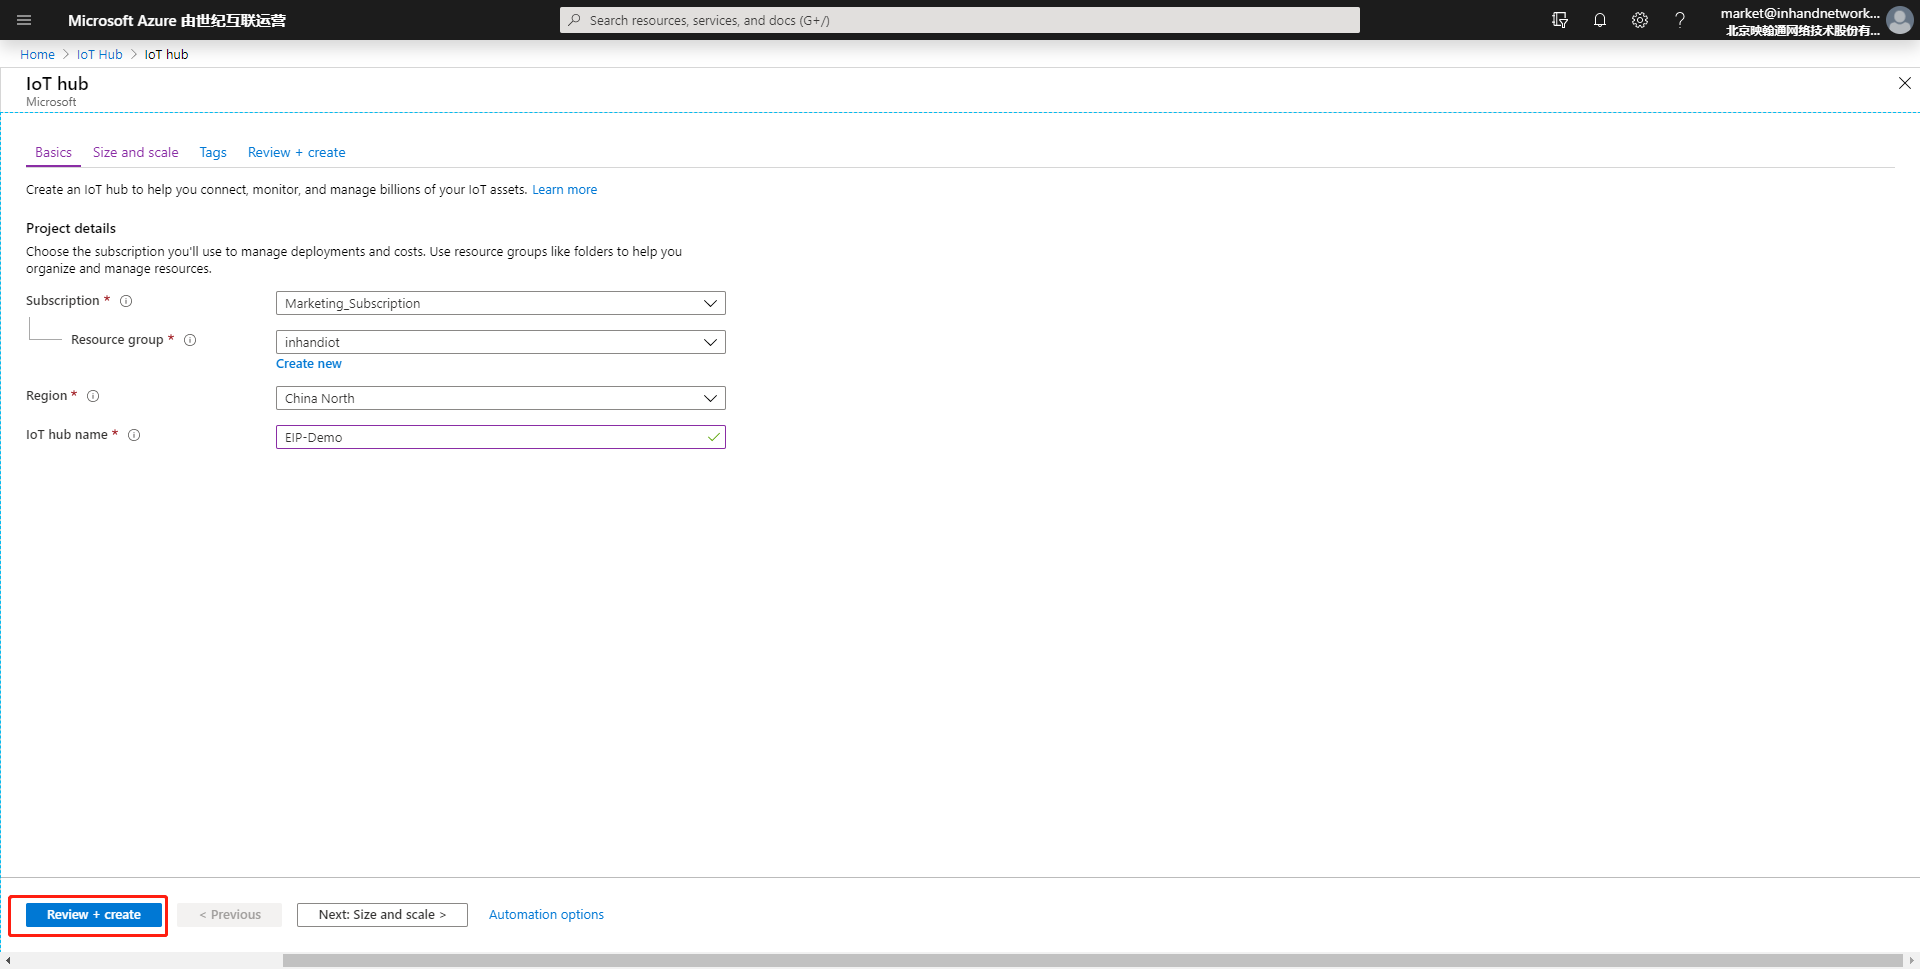 Microsoft Azure 由世纪互联运营
Search resources, services, and docs (G+/)
market@inhandnetwork...
北京映翰通网络技术股份有...
Home > IoT Hub > IoT hub
IoT hub
Microsoft
Basics Size and scale Tags Review + create
Create an IoT hub to help you connect, monitor, and manage billions of your IoT assets. Learn more
Project details
Choose the subscription you'll use to manage deployments and costs. Use resource groups like folders to help you
organize and manage resources.
Subscription *
Marketing_Subscription
Resource group *
inhandiot
Create new
Region *
China North
IoT hub name *
EIP-Demo
Review + create
< Previous
Next: Size and scale >
Automation options